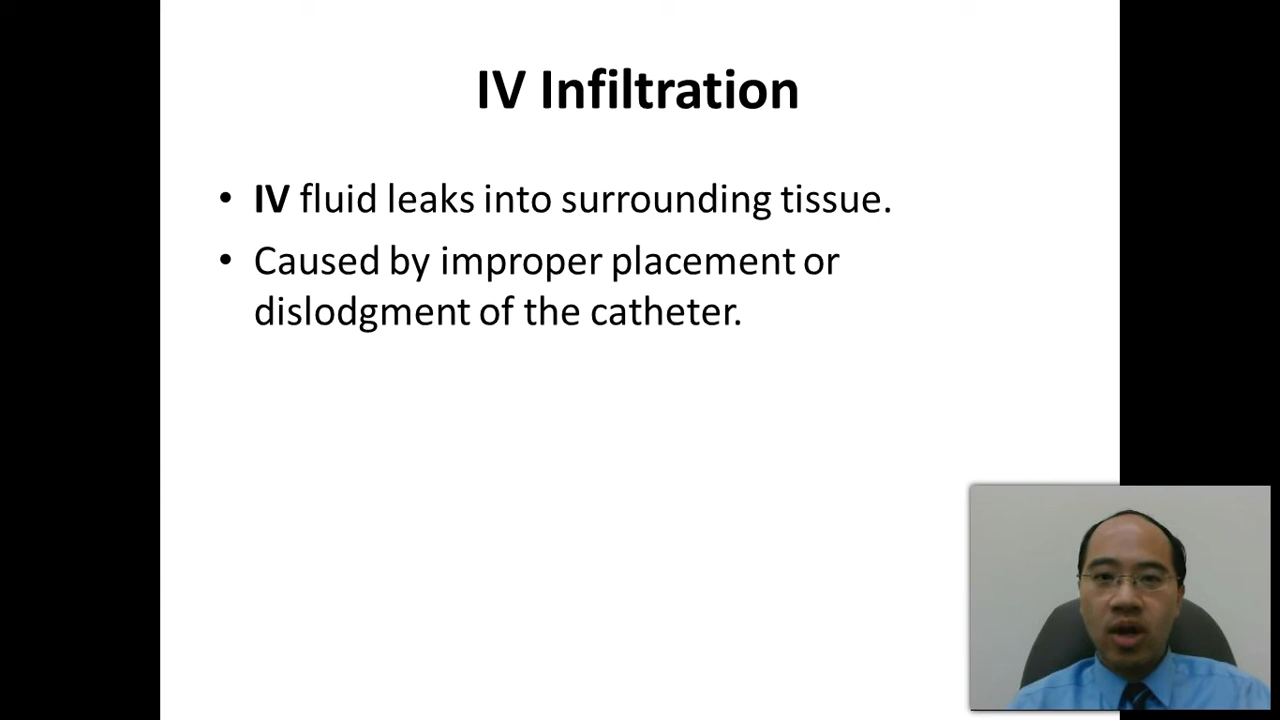 IV Infiltration
• IV fluid leaks into surrounding tissue.
• Caused by improper placement or
dislodgment of the catheter.